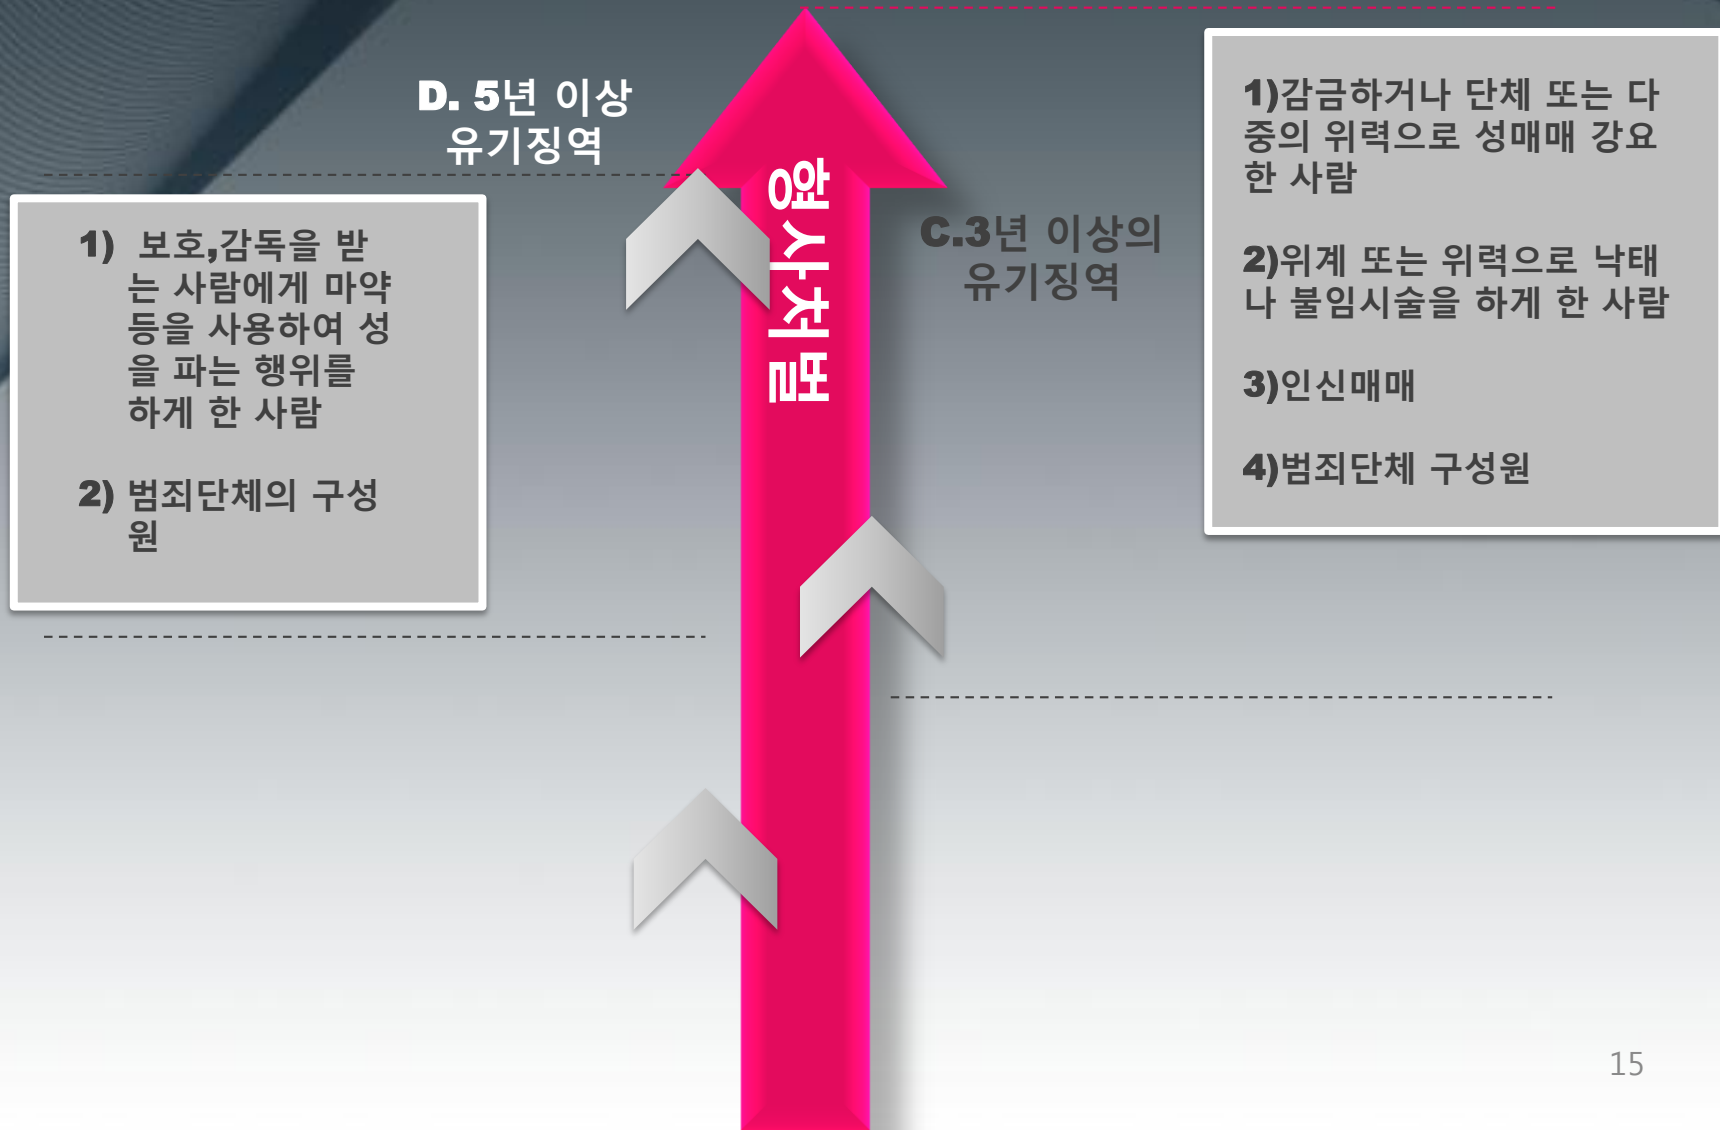 D. 5년 이상
유기징역
1) 보호,감독을 받
는 사람에게 마약
등을 사용하여 성
을 파는 행위를
하게 한 사람
2) 범죄단체의 구성
원
형사처벌
C.3년 이상의
유기징역
1)감금하거나 단체 또는 다
중의 위력으로 성매매 강요
한 사람
2)위계 또는 위력으로 낙태
나 불임시술을 하게 한 사람
3)인신매매
4)범죄단체 구성원
15